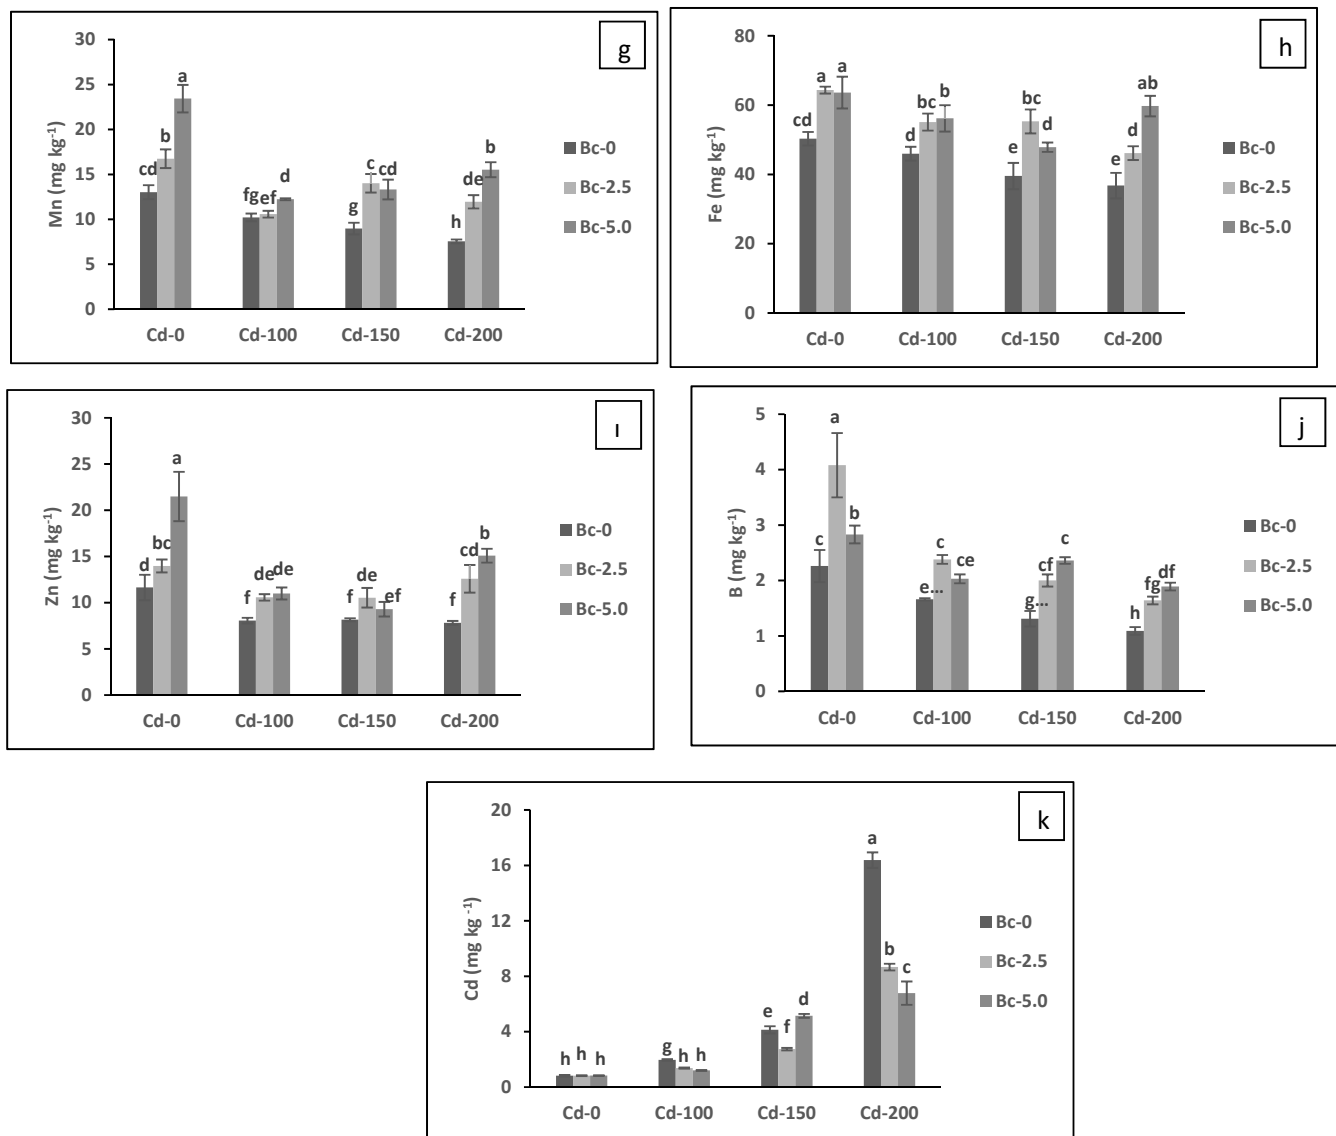 g
Mn (mg kg⁻¹)
30
25
20
15
10
5
0
cd b a
fg ef d
g c cd
h de b
Cd-0 Cd-100 Cd-150 Cd-200
Bc-0
Bc-2.5
Bc-5.0
h
Fe (mg kg⁻¹)
80
60
40
20
0
cd a a
d bc b
e bc d
e d ab
Cd-0 Cd-100 Cd-150 Cd-200
Bc-0
Bc-2.5
Bc-5.0
ı
Zn (mg kg⁻¹)
30
25
20
15
10
5
0
d bc a
f de de
f de ef
f cd b
Cd-0 Cd-100 Cd-150 Cd-200
Bc-0
Bc-2.5
Bc-5.0
j
B (mg kg⁻¹)
5
4
3
2
1
0
c a b
e... c ce
g... cf c
h fg df
Cd-0 Cd-100 Cd-150 Cd-200
Bc-0
Bc-2.5
Bc-5.0
k
Cd (mg kg⁻¹)
20
16
12
8
4
0
h h h
g h h
e f d
a b c
Cd-0 Cd-100 Cd-150 Cd-200
Bc-0
Bc-2.5
Bc-5.0